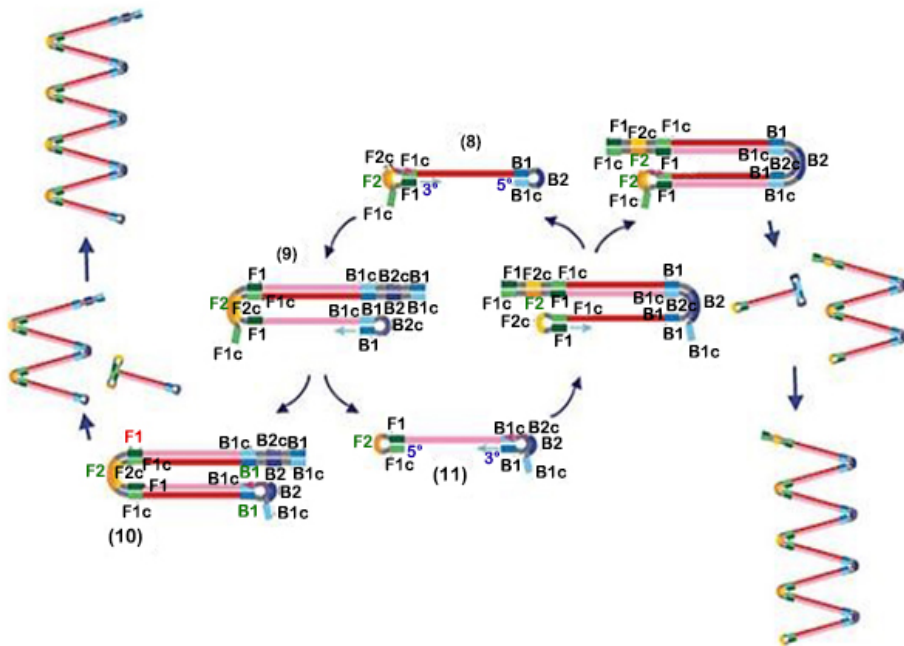 (8)
F2c F1c
F2 F1 3° 5° B1 B2 B1c
F1c
F1 F2c F1c B1
F1c F2 F1 B1c B2c B2
F2 B1
F1c B1c
(9)
F1 B1c B2c B1
F2 F2c F1c B1c B1 B2 B1c
F1 B2c
F1c B1
F1 F2c F1c B1
F1c F2 F1 F1c B1c B2c B2
F2c B1
F1 B1
B1c
F1 B1c B2c B1
F2 F2c F1c B1 B2 B1c
F1 B1c B2
F1c B1 B1c
(10)
F1 B1c B2c
F2 5° 3° B2
F1c B1
B1c
(11)